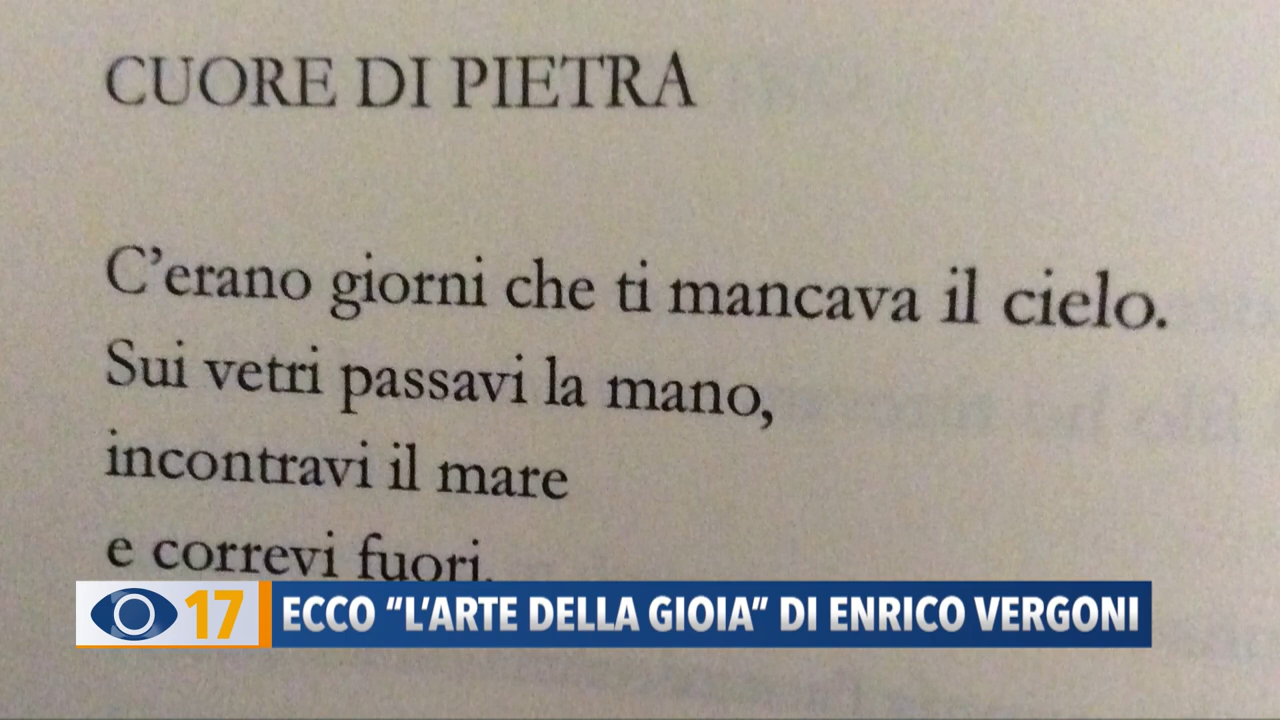 CUORE DI PIETRA
C’erano giorni che ti mancava il cielo.
Sui vetri passavi la mano,
incontravi il mare
e correvi fuori.
17 ECCO “L’ARTE DELLA GIOIA” DI ENRICO VERGONI